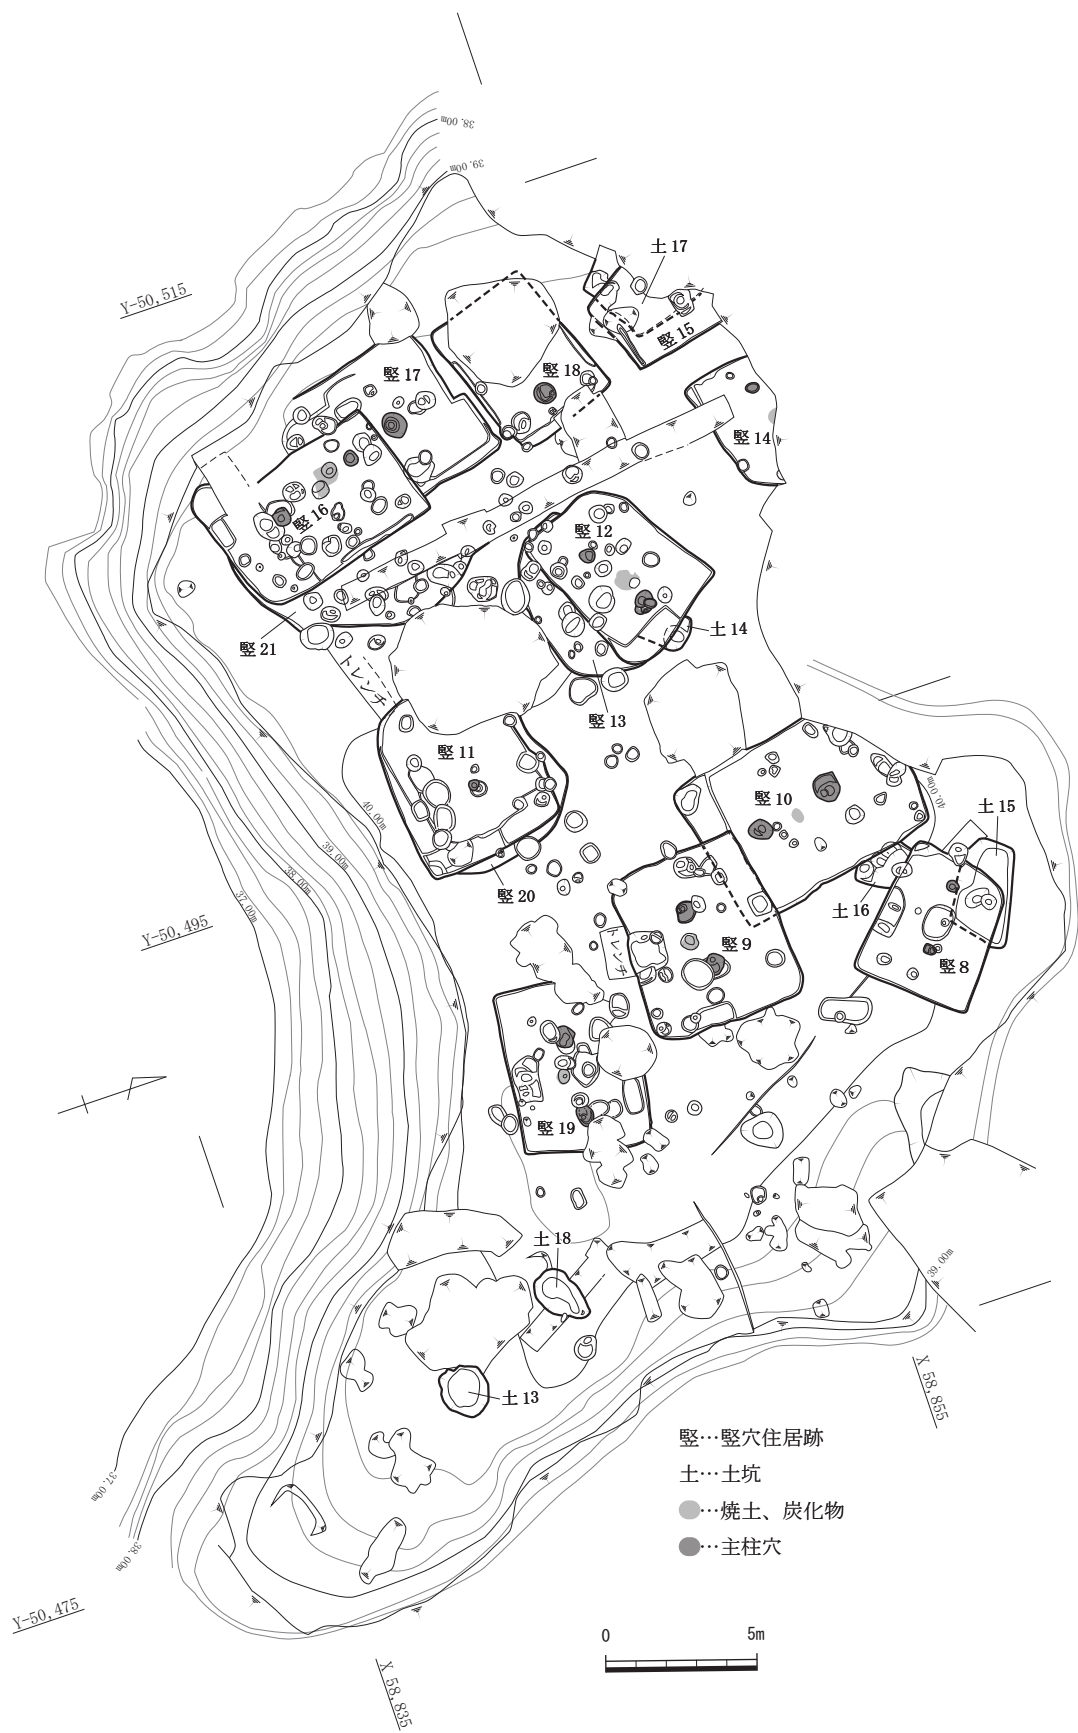 38.00m
39.00m
土17
Y-50,515
竪15
竪18
竪17
竪14
竪16
竪12
土14
竪21
トレンチ
竪13
竪11
竪10
40.00m
40.00m
土15
39.00m
38.00m
37.00m
竪20
土16
Y-50,495
トレンチ
竪9
竪8
竪19
土18
39.00m
土13
X 58,855
竪…竪穴住居跡
土…土坑
…焼土、炭化物
…主柱穴
37.00m
38.00m
Y-50,475
0 5m
X 58,835